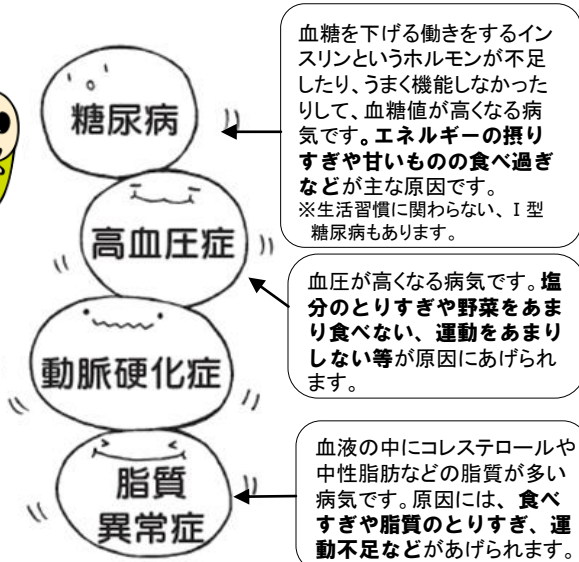 糖尿病
血糖を下げる働きをするイン
スリンというホルモンが不足
したり、うまく機能しなかった
りして、血糖値が高くなる病
気です。エネルギーの摂り
すぎや甘いものの食べ過ぎ
などが主な原因です。
※生活習慣に関わらない、Ⅰ型
糖尿病もあります。
高血圧症
血圧が高くなる病気です。塩
分のとりすぎや野菜をあま
り食べない、運動をあまり
しない等が原因にあげられ
ます。
動脈硬化症
脂質
異常症
血液の中にコレステロールや
中性脂肪などの脂質が多い
病気です。原因には、食べ
すぎや脂質のとりすぎ、運
動不足などがあげられます。